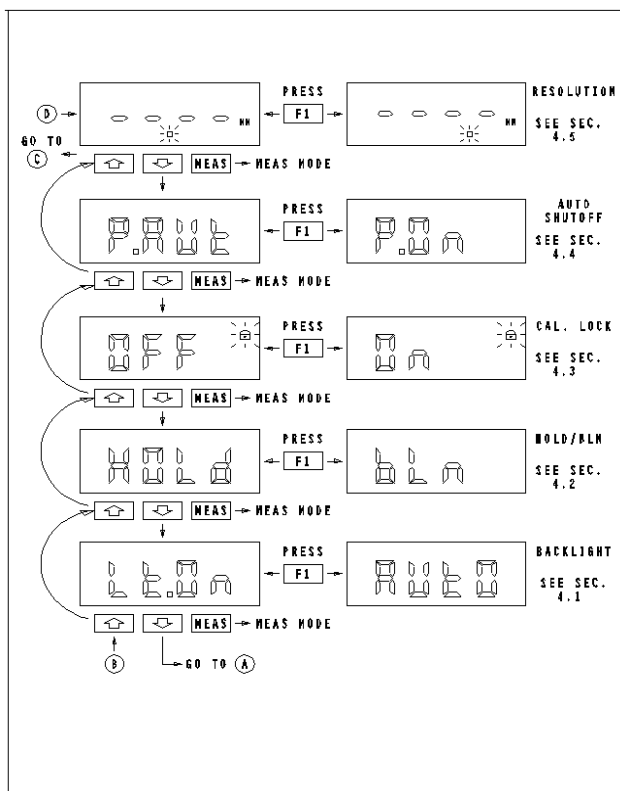 PRESS
RESOLUTION
D
- - - -
MM
F1
- - - -
MM
SEE SEC.
4.5
GO TO
C
MEAS
MEAS MODE
PRESS
AUTO
SHUTOFF
P.AUt
F1
P.On
SEE SEC.
4.4
MEAS
MEAS MODE
PRESS
CAL. LOCK
OFF
F1
On
SEE SEC.
4.3
MEAS
MEAS MODE
PRESS
HOLD/BLN
HOLd
F1
bLn
SEE SEC.
4.2
MEAS
MEAS MODE
PRESS
BACKLIGHT
Lt.On
F1
AUtO
SEE SEC.
4.1
MEAS
MEAS MODE
B
GO TO A